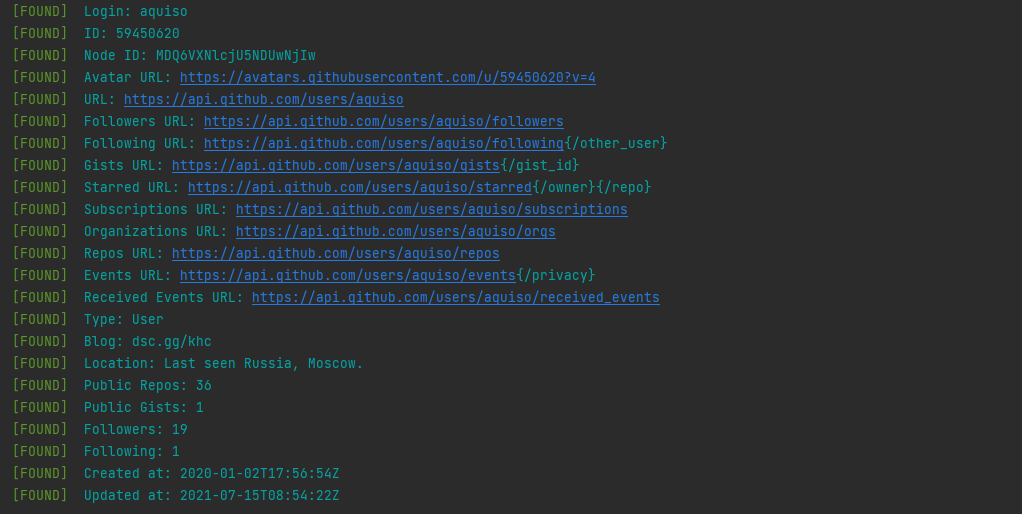 [FOUND] Login: aquiso
[FOUND] ID: 59450620
[FOUND] Node ID: MDQ6VXNlcjU5NDUwNjIw
[FOUND] Avatar URL: https://avatars.githubusercontent.com/u/59450620?v=4
[FOUND] URL: https://api.github.com/users/aquiso
[FOUND] Followers URL: https://api.github.com/users/aquiso/followers
[FOUND] Following URL: https://api.github.com/users/aquiso/following{/other_user}
[FOUND] Gists URL: https://api.github.com/users/aquiso/gists{/gist_id}
[FOUND] Starred URL: https://api.github.com/users/aquiso/starred{/owner}{/repo}
[FOUND] Subscriptions URL: https://api.github.com/users/aquiso/subscriptions
[FOUND] Organizations URL: https://api.github.com/users/aquiso/orgs
[FOUND] Repos URL: https://api.github.com/users/aquiso/repos
[FOUND] Events URL: https://api.github.com/users/aquiso/events{/privacy}
[FOUND] Received Events URL: https://api.github.com/users/aquiso/received_events
[FOUND] Type: User
[FOUND] Blog: dsc.gg/khc
[FOUND] Location: Last seen Russia, Moscow.
[FOUND] Public Repos: 36
[FOUND] Public Gists: 1
[FOUND] Followers: 19
[FOUND] Following: 1
[FOUND] Created at: 2020-01-02T17:56:54Z
[FOUND] Updated at: 2021-07-15T08:54:22Z